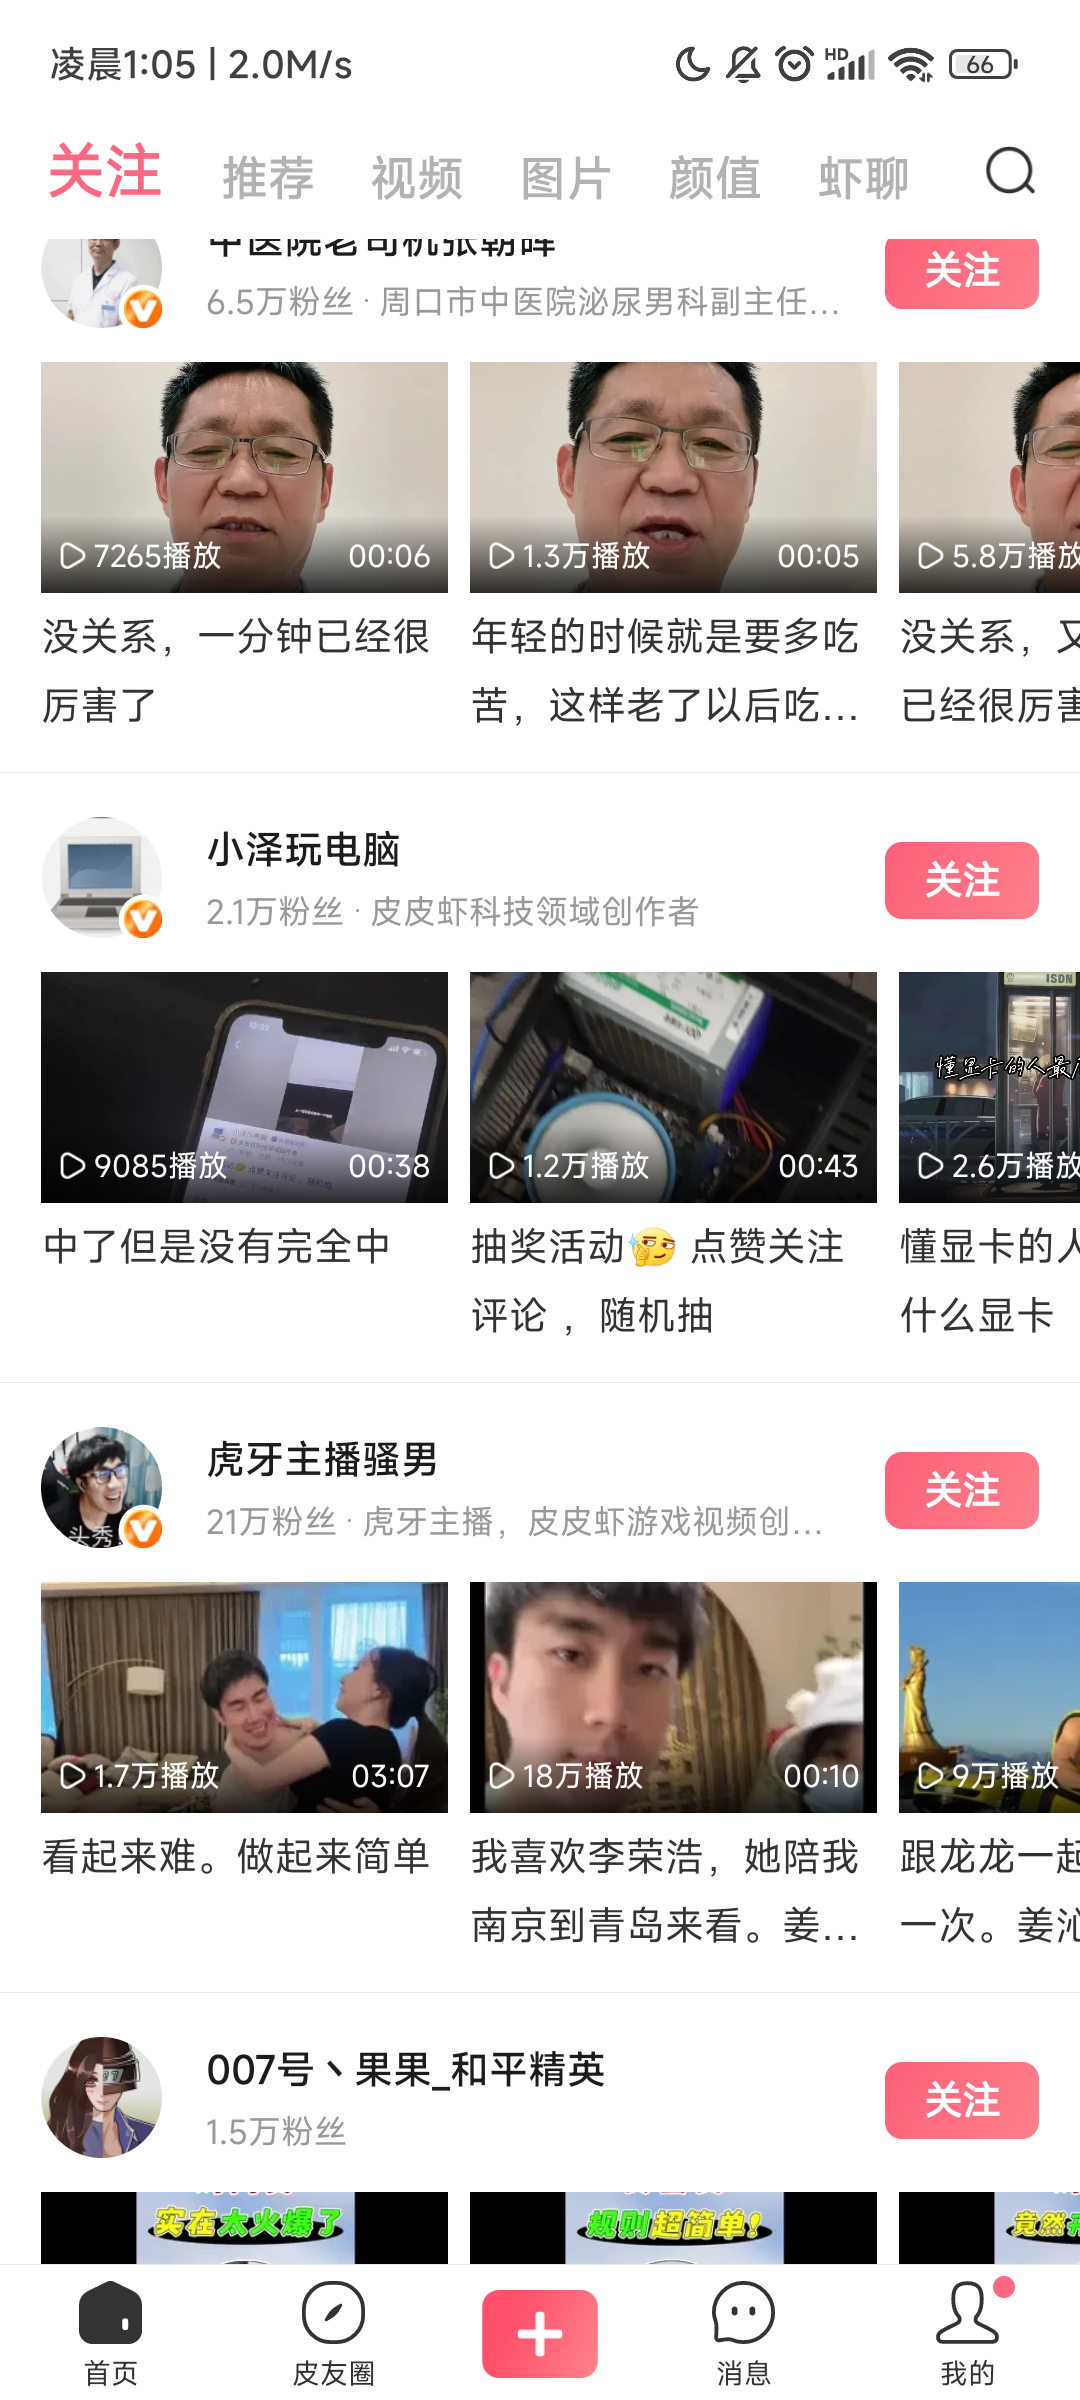 凌晨1:05 | 2.0M/s
HD
66
关注 推荐 视频 图片 颜值 虾聊
中医院老司机张朝晖
6.5万粉丝 · 周口市中医院泌尿男科副主任...
关注
7265播放 00:06
1.3万播放 00:05
5.8万播放
没关系，一分钟已经很
厉害了
年轻的时候就是要多吃
苦，这样老了以后吃...
没关系，又
已经很厉害
小泽玩电脑
2.1万粉丝 · 皮皮虾科技领域创作者
关注
ISDN
懂显卡的人最
9085播放 00:38
1.2万播放 00:43
2.6万播放
中了但是没有完全中
抽奖活动 点赞关注
评论 ，随机抽
懂显卡的人
什么显卡
头秀
虎牙主播骚男
21万粉丝 · 虎牙主播，皮皮虾游戏视频创...
关注
1.7万播放 03:07
18万播放 00:10
9万播放
看起来难。做起来简单
我喜欢李荣浩，她陪我
南京到青岛来看。姜...
跟龙龙一起
一次。姜沁
007号丶果果_和平精英
1.5万粉丝
关注
实在太火爆了
规则超简单!
竟然
首页
皮友圈
消息
我的